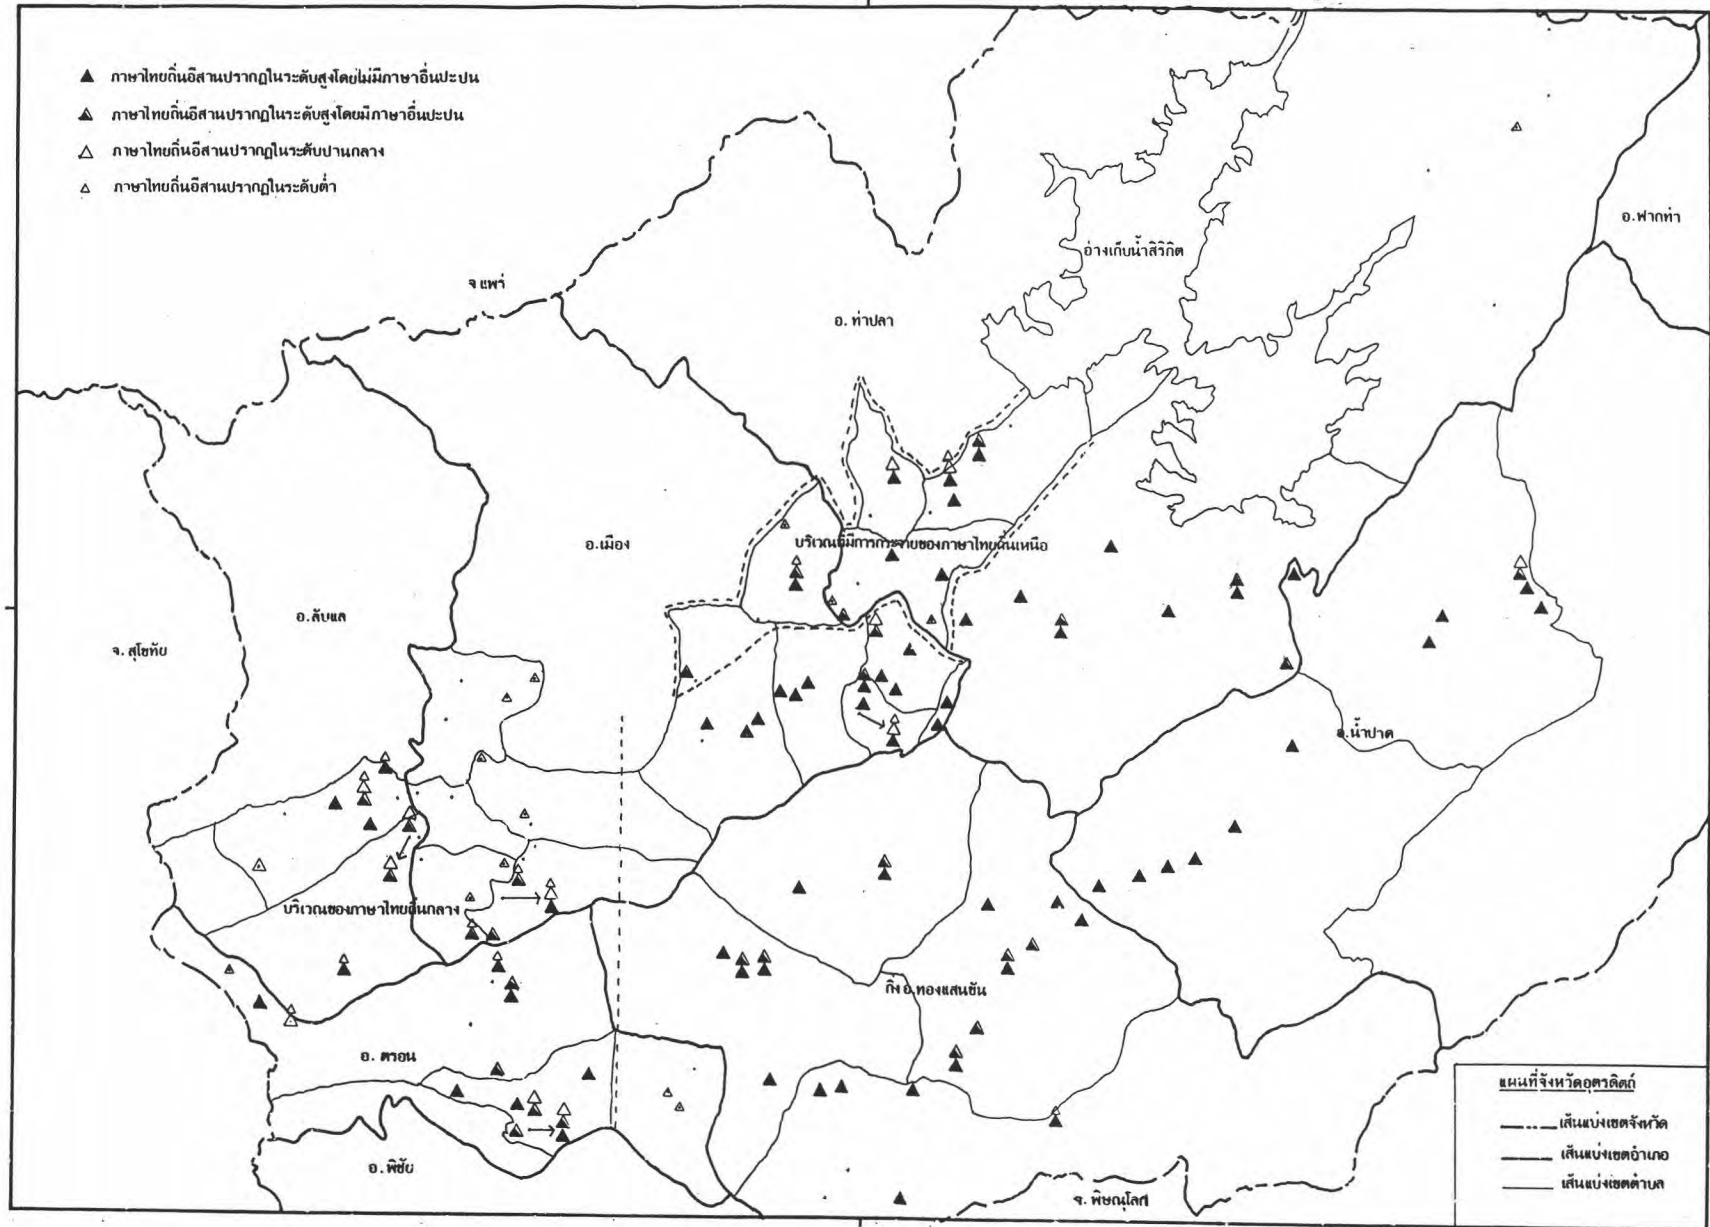 ภาษาไทยถิ่นอีสานปรากฏในระดับสูงโดยไม่มีภาษาอื่นปะปน
ภาษาไทยถิ่นอีสานปรากฏในระดับสูงโดยมีภาษาอื่นปะปน
ภาษาไทยถิ่นอีสานปรากฏในระดับปานกลาง
ภาษาไทยถิ่นอีสานปรากฏในระดับต่ำ
อ.ฟากท่า
อ่างเก็บน้ำสิริกิต
จ แพร่
อ. ท่าปลา
อ.เมือง
บริเวณที่มีการกระจายของภาษาไทยถิ่นเหนือ
อ.ลับแล
จ. สุโขทัย
อ.น้ำปาด
บริเวณของภาษาไทยถิ่นกลาง
กิ่ง อ.ทองแสนขัน
อ. ตรอน
อ. พิชัย
จ. พิษณุโลก
แผนที่จังหวัดอุตรดิตถ์
เส้นแบ่งเขตจังหวัด
เส้นแบ่งเขตอำเภอ
เส้นแบ่งเขตตำบล